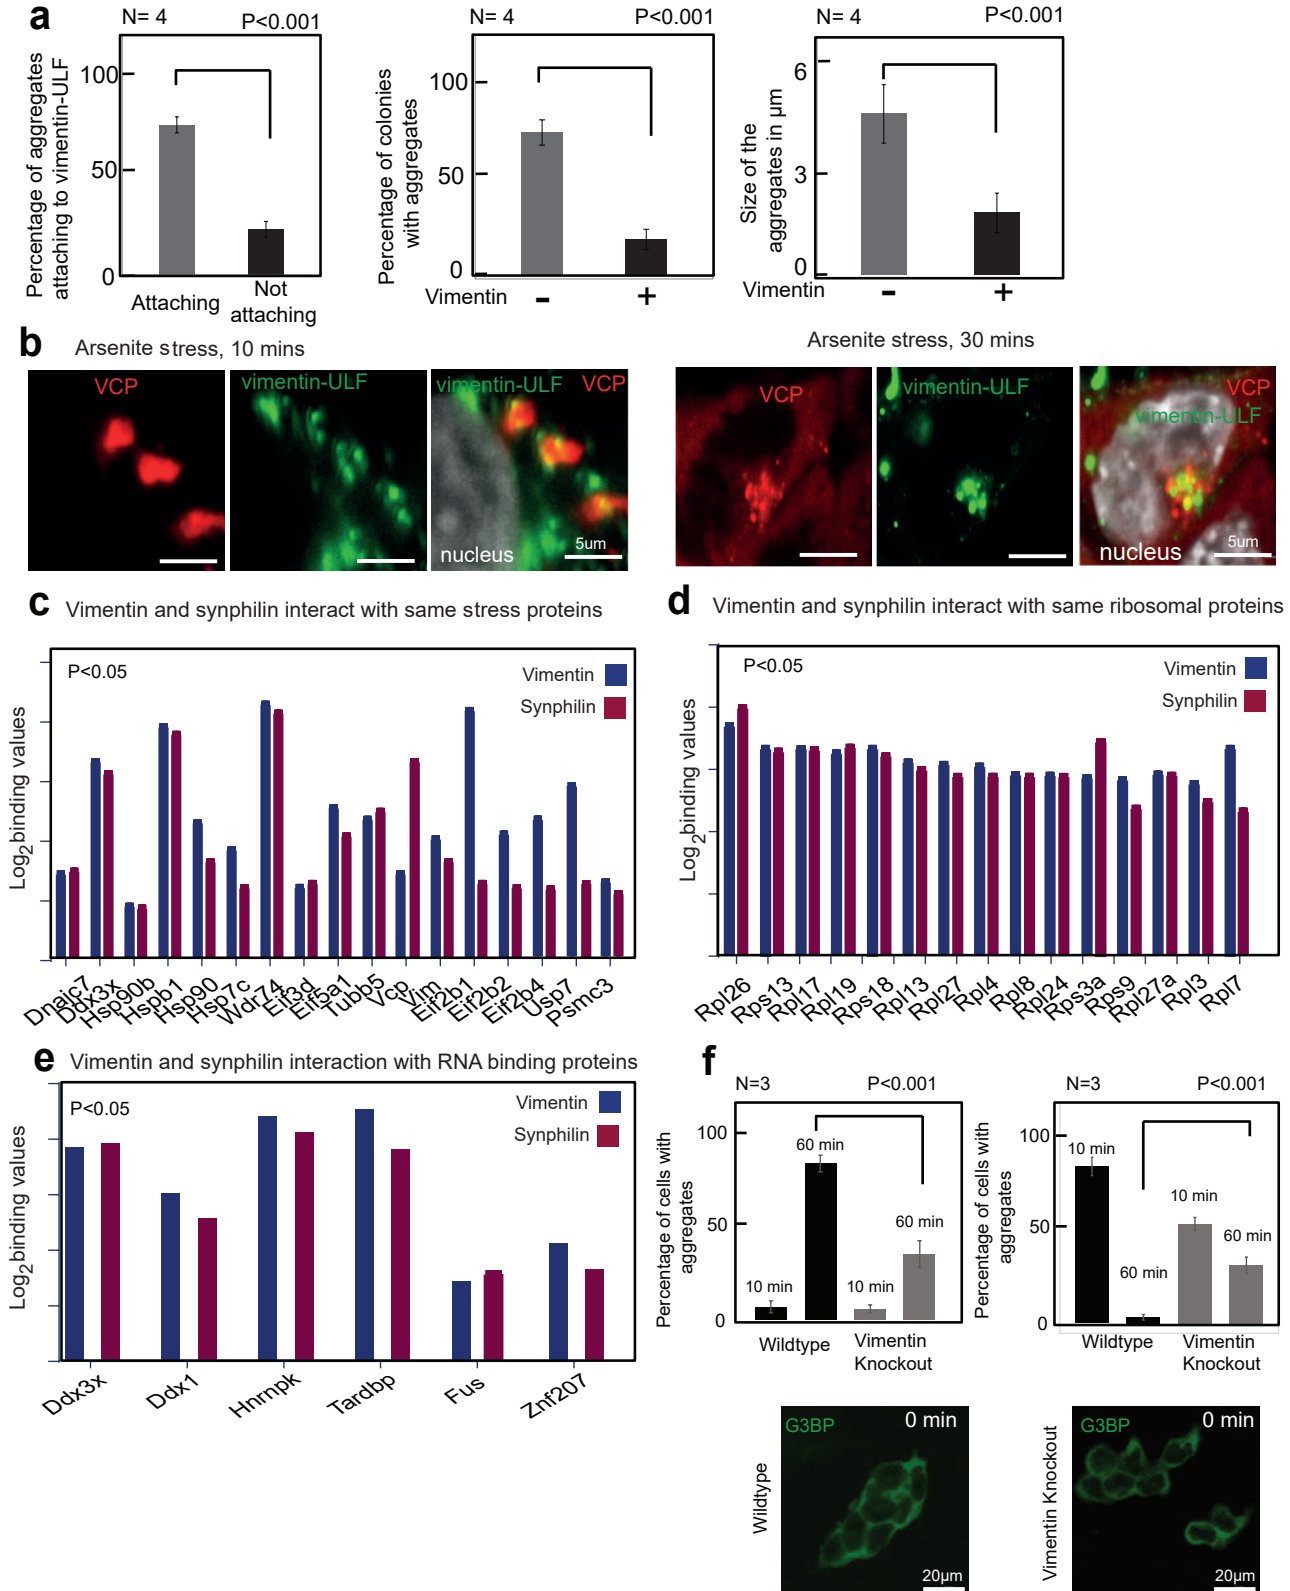 a
N= 4
P<0.001
Percentage of aggregates
attaching to vimentin-ULF
100
50
0
Attaching
Not
attaching
N= 4
P<0.001
Percentage of colonies
with aggregates
100
50
0
Vimentin
-
+
N= 4
P<0.001
Size of the
aggregates in µm
6
3
0
Vimentin
-
+
b
Arsenite stress, 10 mins
VCP
vimentin-ULF
vimentin-ULF
VCP
nucleus
5um
Arsenite stress, 30 mins
VCP
vimentin-ULF
VCP
vimentin-ULF
nucleus
5um
c
Vimentin and synphilin interact with same stress proteins
P<0.05
Vimentin
Synphilin
Log2 binding values
Dnajc7
Ddx3x
Hsp90b
Hspb1
Hsp90
Hsp7c
Wdr74
Eif3d
Eif5a1
Tubb5
Vcp
Vim
Eif2b1
Eif2b2
Eif2b4
Usp7
Psmc3
d
Vimentin and synphilin interact with same ribosomal proteins
P<0.05
Vimentin
Synphilin
Log2 binding values
Rpl26
Rps13
Rpl17
Rpl19
Rps18
Rpl13
Rpl27
Rpl4
Rpl8
Rpl24
Rps3a
Rps9
Rpl27a
Rpl3
Rpl7
e
Vimentin and synphilin interaction with RNA binding proteins
P<0.05
Vimentin
Synphilin
Log2 binding values
Ddx3x
Ddx1
Hnrnpk
Tardbp
Fus
Znf207
f
N=3
P<0.001
Percentage of cells with
aggregates
100
50
0
10 min
60 min
10 min
60 min
Wildtype
Vimentin
Knockout
N=3
P<0.001
Percentage of cells with
aggregates
100
50
0
10 min
60 min
10 min
60 min
Wildtype
Vimentin
Knockout
Wildtype
G3BP
0 min
20µm
Vimentin Knockout
G3BP
0 min
20µm